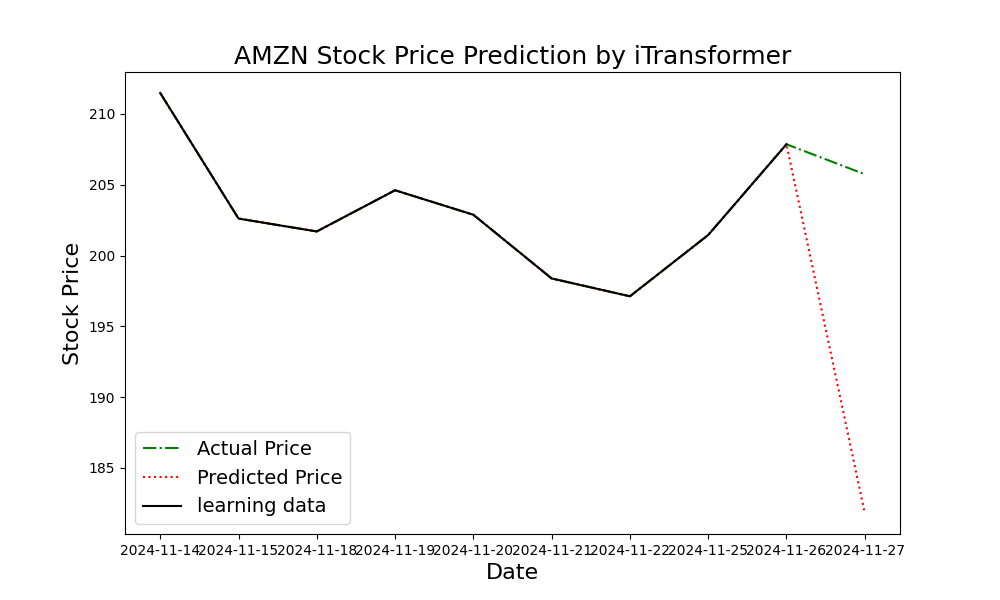 AMZN Stock Price Prediction by iTransformer
Stock Price
210
205
200
195
190
185
Actual Price
Predicted Price
learning data
2024-11-14 2024-11-15 2024-11-18 2024-11-19 2024-11-20 2024-11-21 2024-11-22 2024-11-25 2024-11-26 2024-11-27
Date